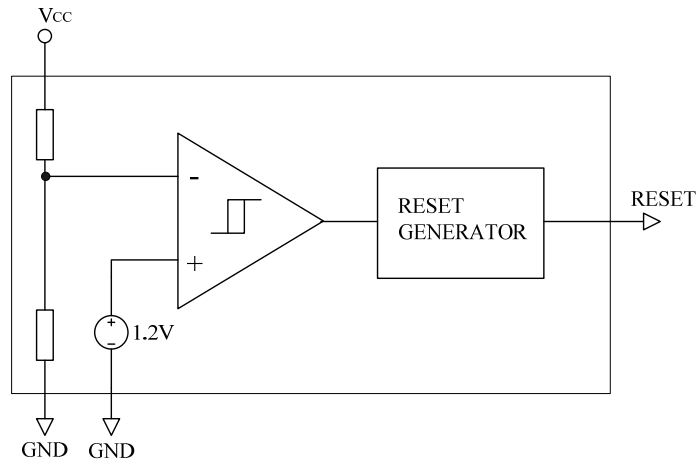 VCC
-
RESET
GENERATOR
RESET
+
+
-
1.2V
GND
GND